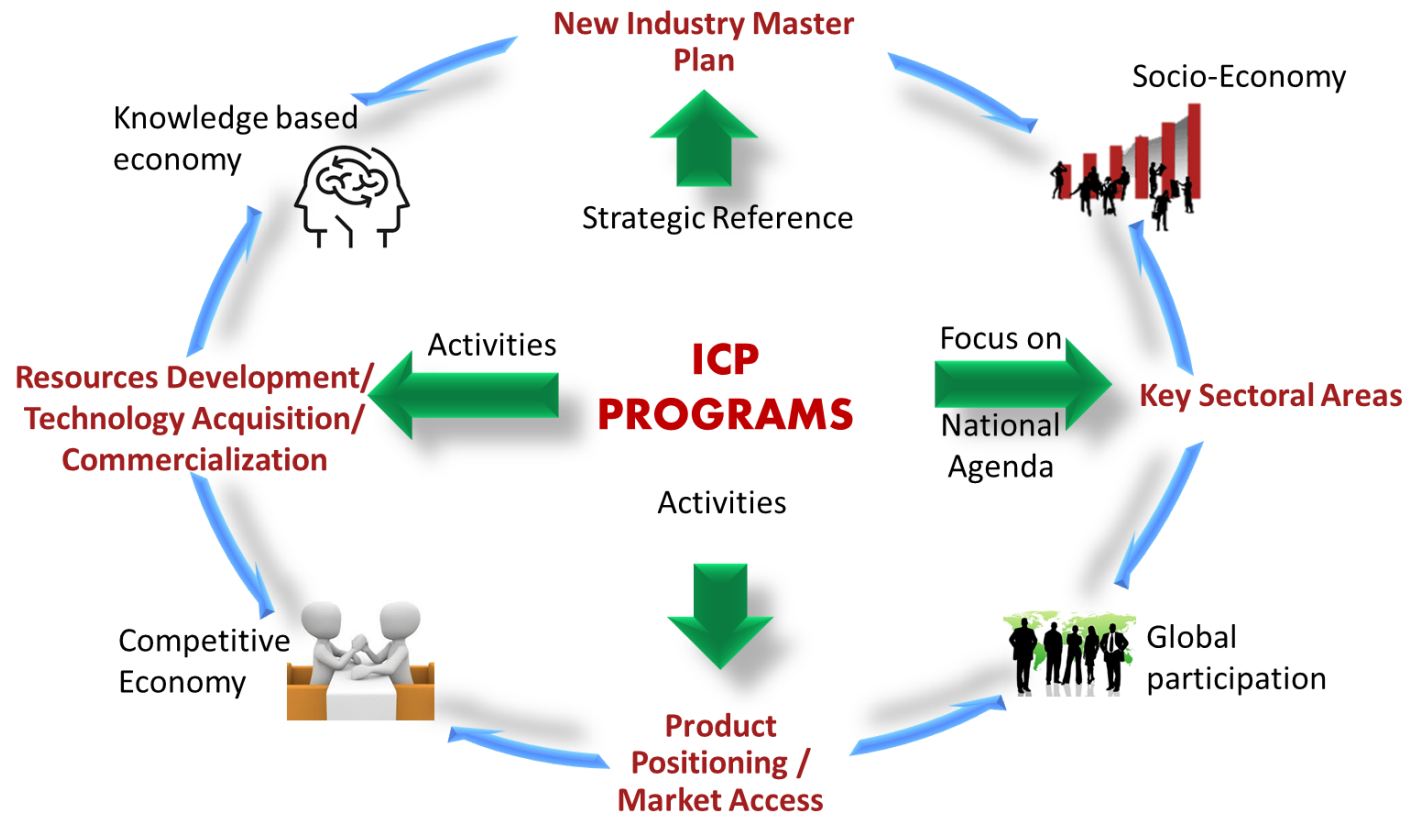 New Industry Master
Plan
Socio-Economy
Knowledge based
economy
Strategic Reference
Activities
ICP
PROGRAMS
Focus on
National
Agenda
Resources Development/
Technology Acquisition/
Commercialization
Key Sectoral Areas
Activities
Competitive
Economy
Global
participation
Product
Positioning /
Market Access